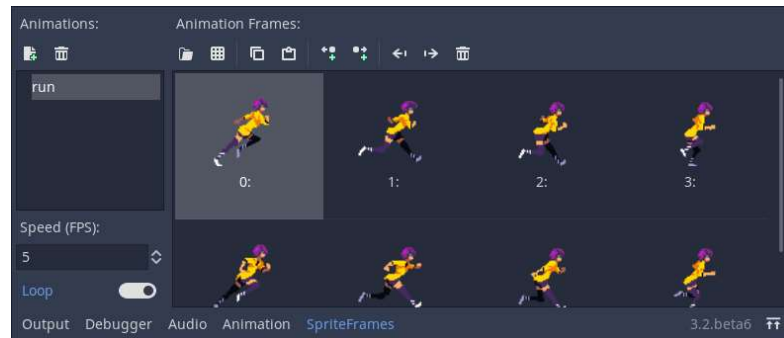 Animations:
Animation Frames:
run
0:
1:
2:
3:
Speed (FPS):
5
Loop
Output Debugger Audio Animation SpriteFrames 3.2.beta6